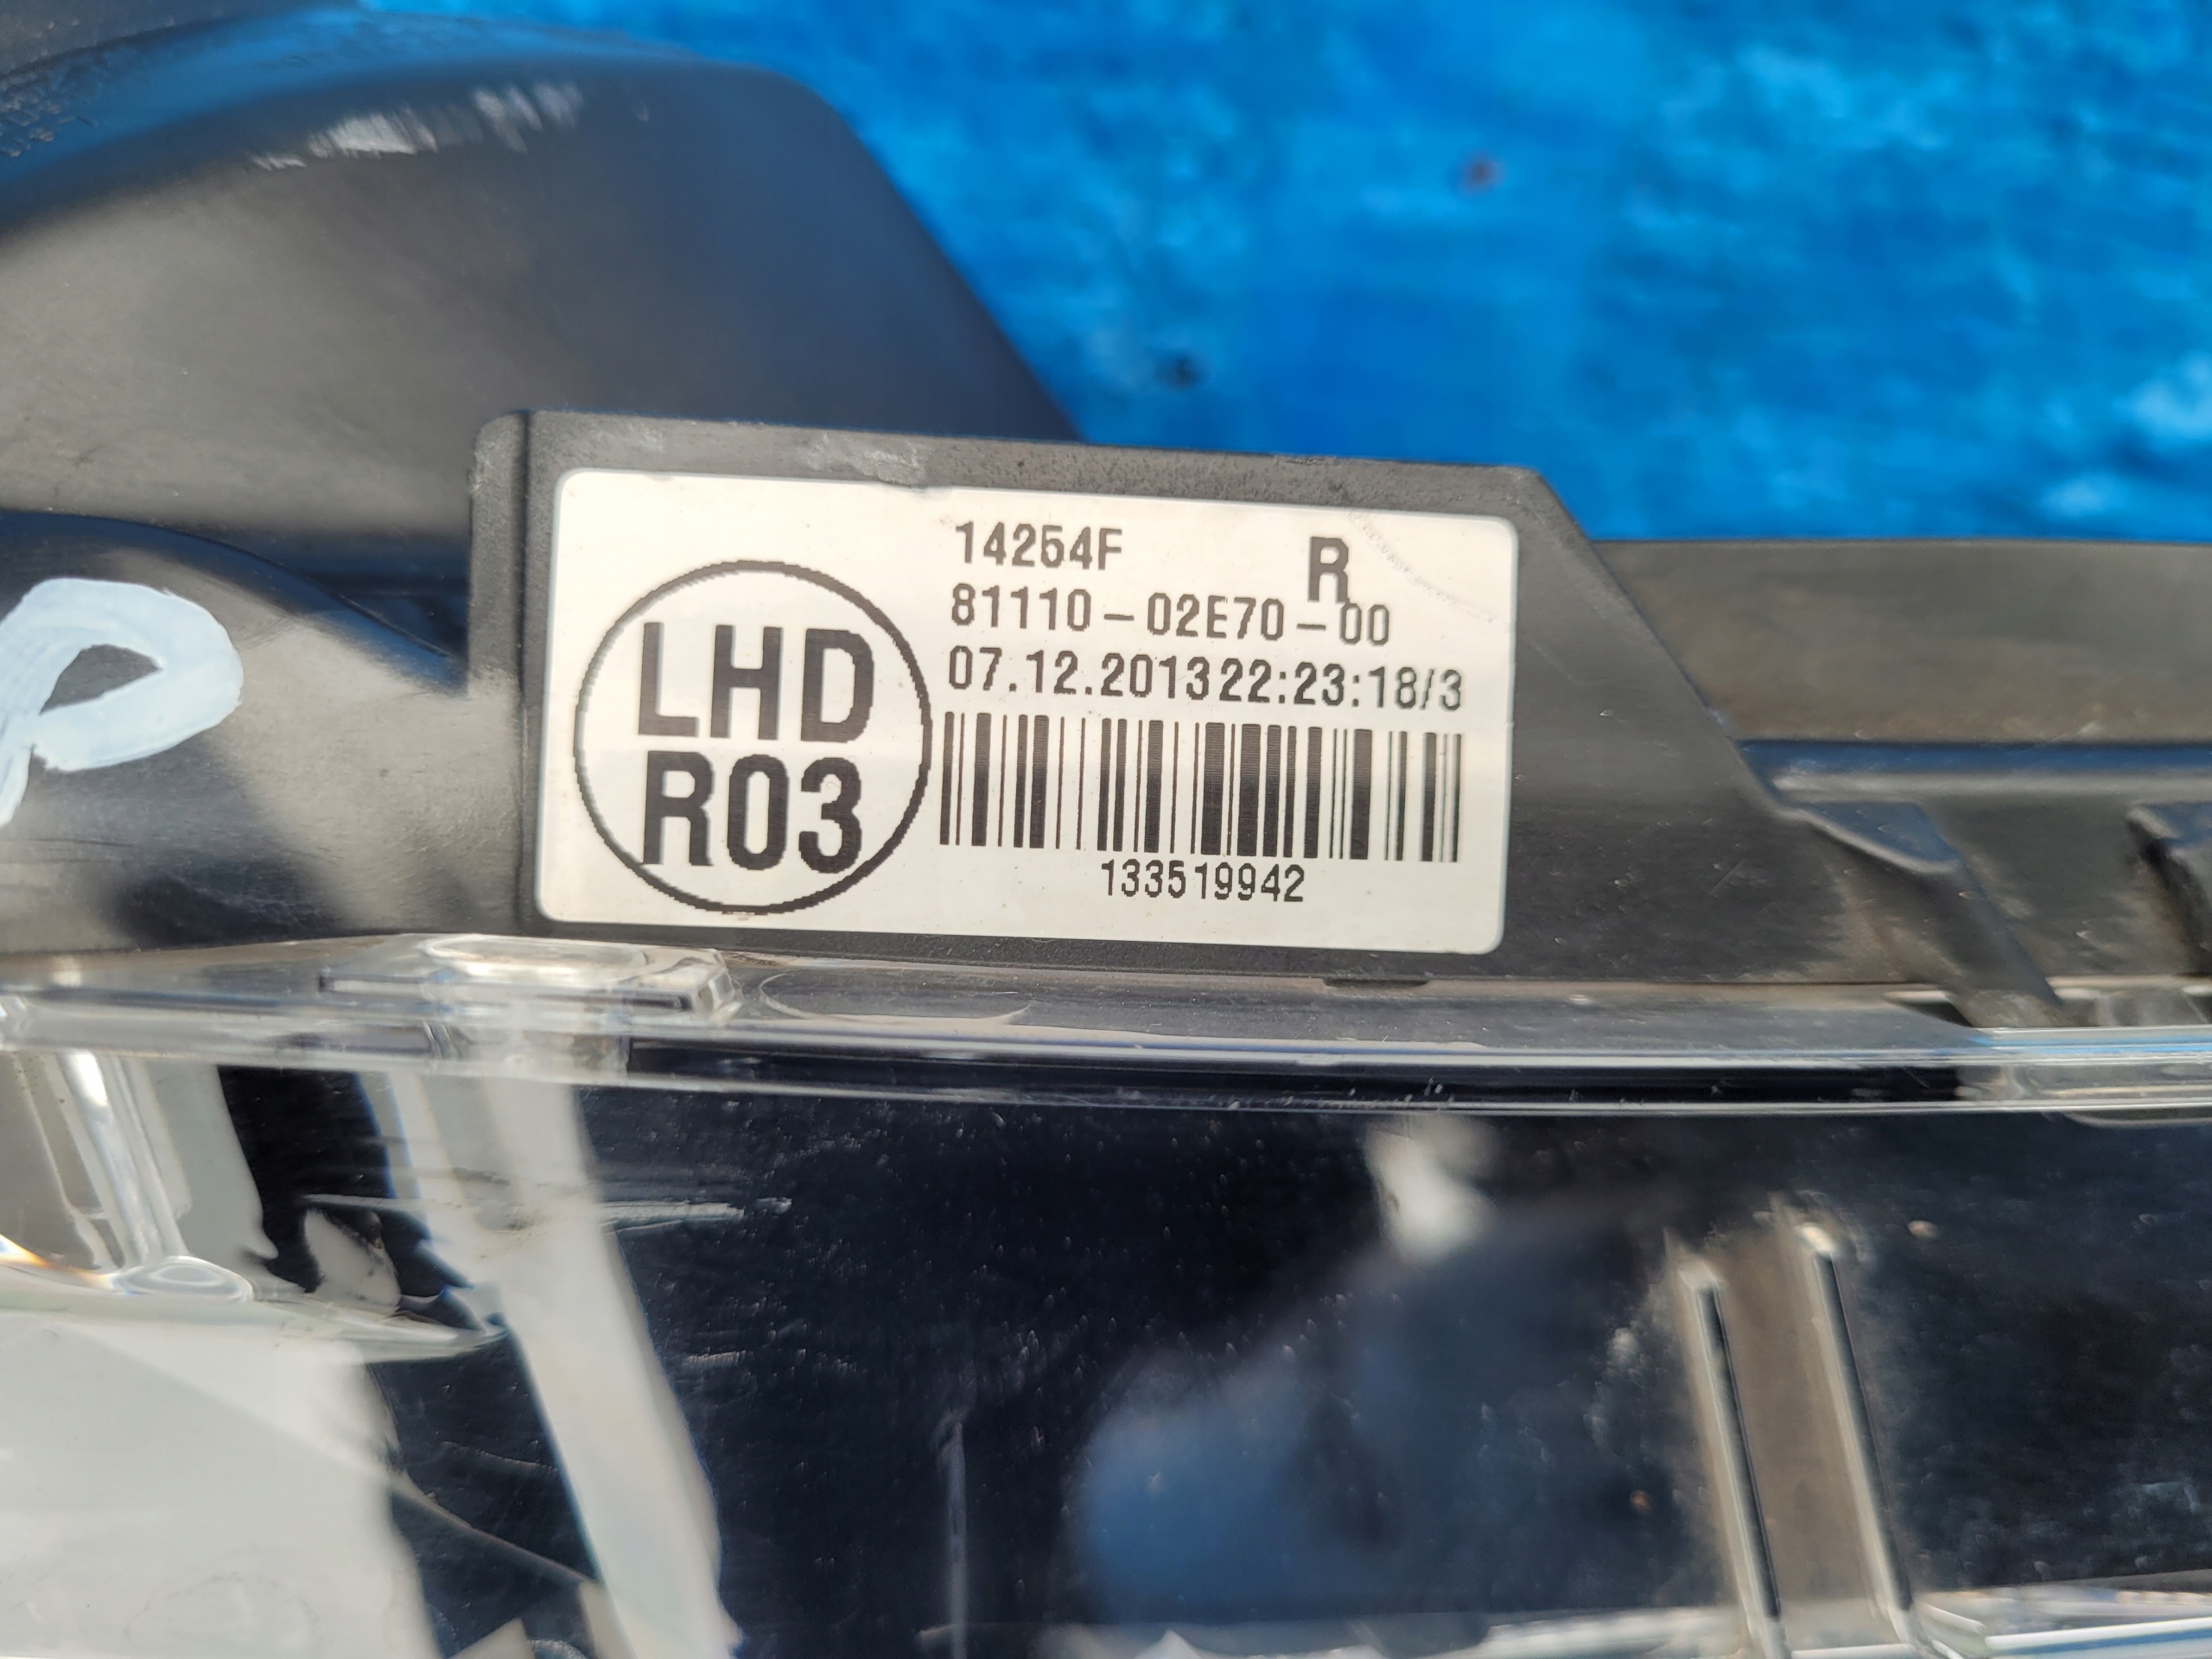 14254F R
81110-02E70-00
07.12.2013 22:23:18/3
LHD
R03
133519942
P